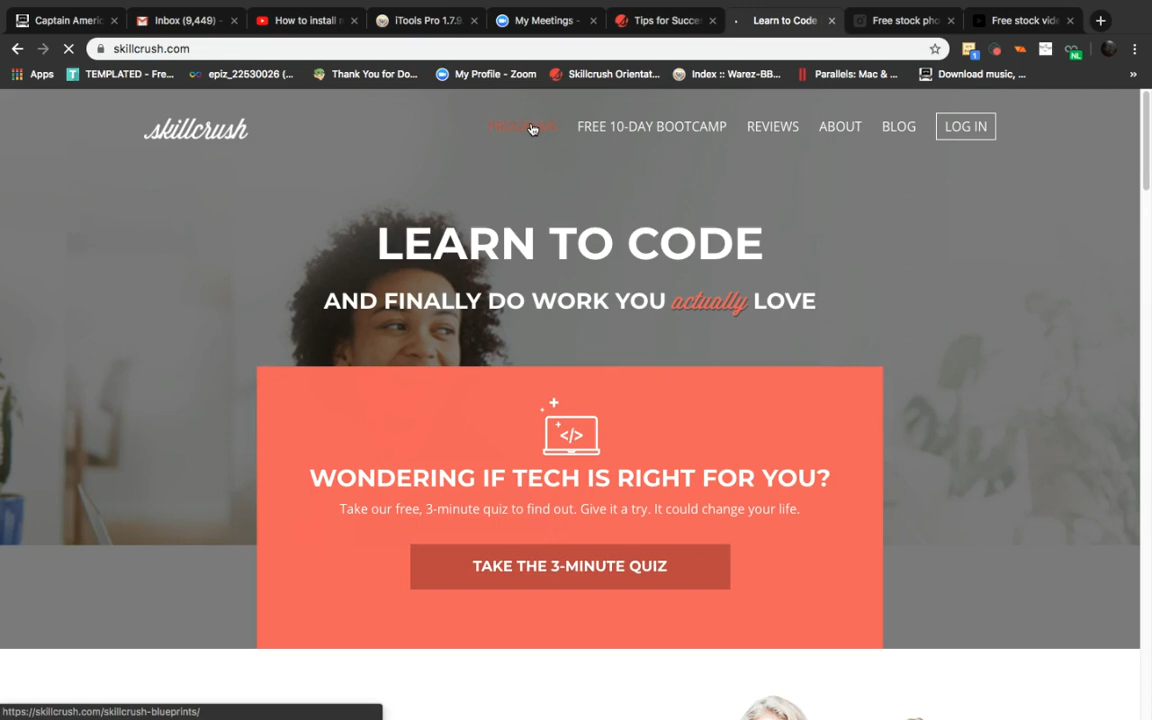 Captain Americ
Inbox (9,449) -
How to install n
iTools Pro 1.7.9
My Meetings -
Tips for Succes
Learn to Code
Free stock pho
Free stock vide
skillcrush.com
1
NL
Apps
TEMPLATED - Fre...
epiz_22530026 (...
Thank You for Do...
My Profile - Zoom
Skillcrush Orientat...
Index :: Warez-BB...
Parallels: Mac & ...
Download music, ...
»
skillcrush
FREE 10-DAY BOOTCAMP
REVIEWS
ABOUT
BLOG
LOG IN
LEARN TO CODE
AND FINALLY DO WORK YOU actually LOVE
</>
WONDERING IF TECH IS RIGHT FOR YOU?
Take our free, 3-minute quiz to find out. Give it a try. It could change your life.
TAKE THE 3-MINUTE QUIZ
https://skillcrush.com/skillcrush-blueprints/